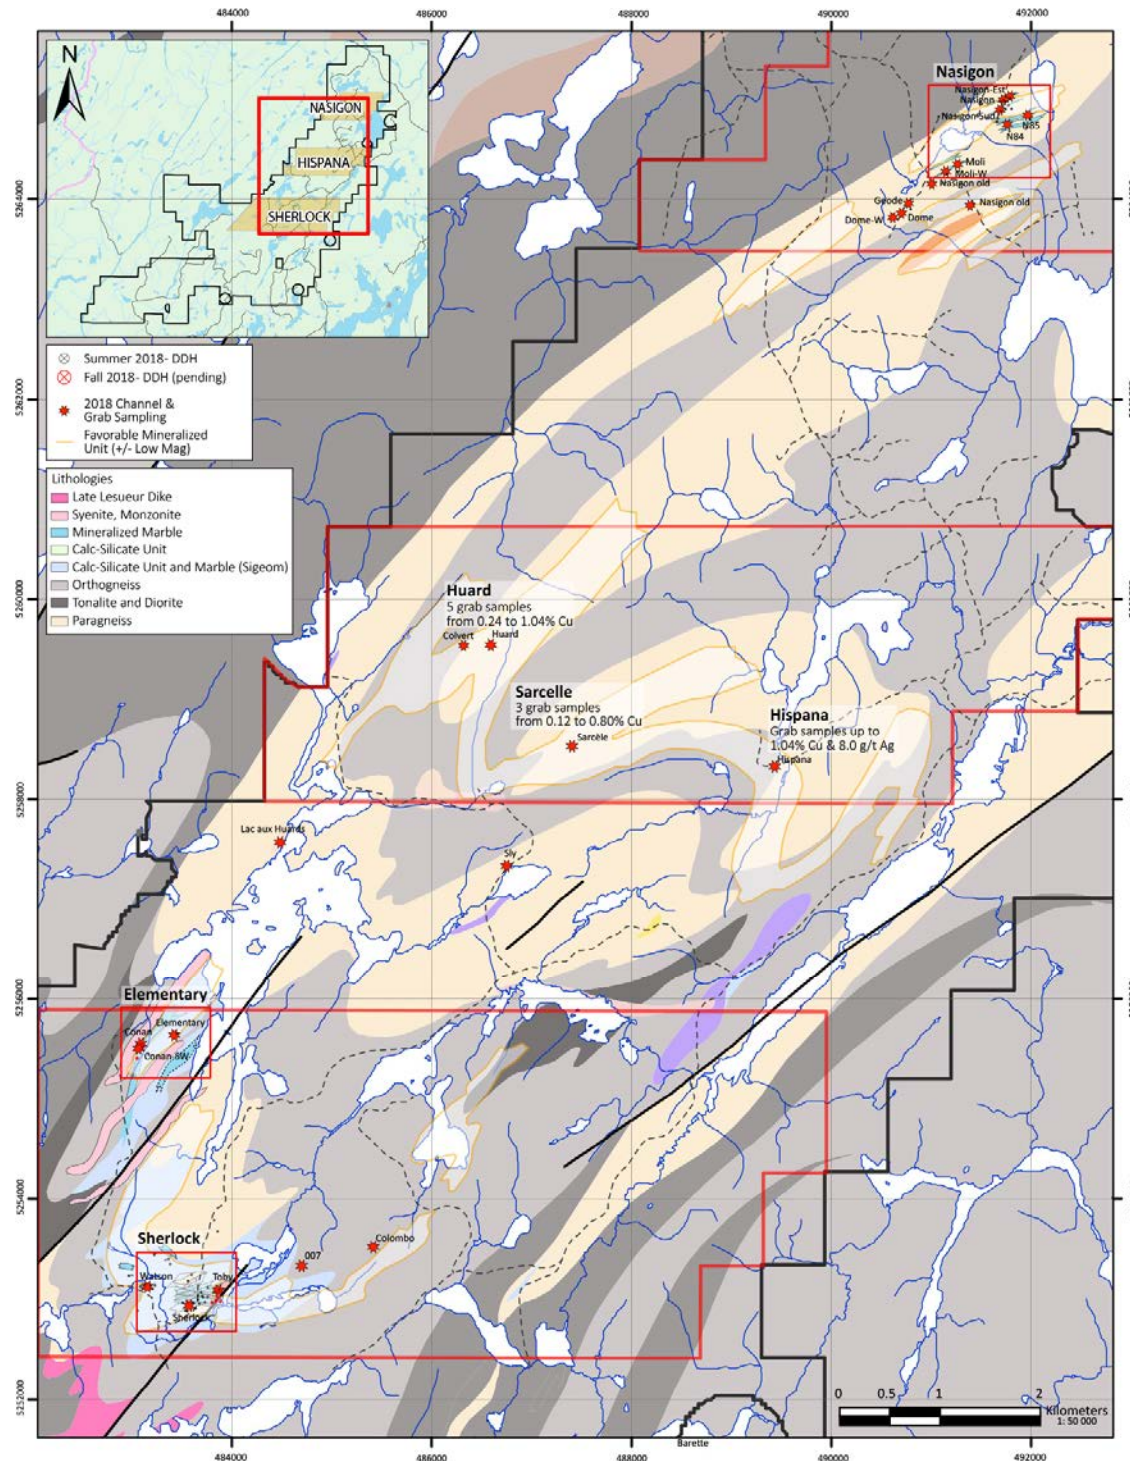 484000
486000
488000
490000
492000
N
NASIGON
HISPANA
SHERLOCK
Nasigon
Nasigon-Est
Nasigon
Nasigon-Sud
N85
N84
Moli
Moli-W
Nasigon old
Geode
Nasigon old
Dome-W
Dome
5264000
Summer 2018- DDH
Fall 2018- DDH (pending)
2018 Channel &
Grab Sampling
Favorable Mineralized
Unit (+/- Low Mag)
5262000
Lithologies
Late Lesueur Dike
Syenite, Monzonite
Mineralized Marble
Calc-Silicate Unit
Calc-Silicate Unit and Marble (Sigeom)
Orthogneiss
Tonalite and Diorite
Paragneiss
5260000
Huard
5 grab samples
from 0.24 to 1.04% Cu
Colvert
Huard
Sarcelle
3 grab samples
from 0.12 to 0.80% Cu
Sarcèle
Hispana
Grab samples up to
1.04% Cu & 8.0 g/t Ag
Hispana
5258000
Lac aux Huards
Sly
5256000
Elementary
Elementary
Conan
Conan SW
5254000
Sherlock
Colombo
007
Watson
Toby
Sherlock
5252000
0
0.5
1
2
Kilometers
1: 50 000
Barette
484000
486000
488000
490000
492000